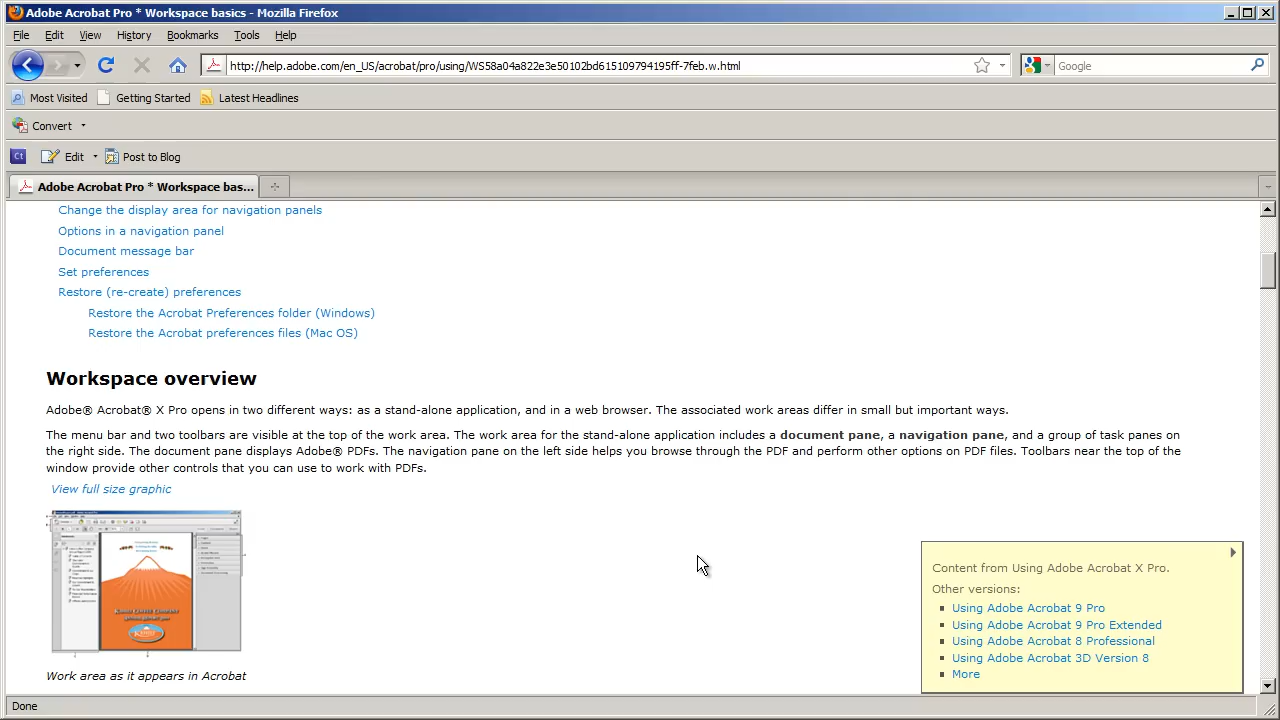 Adobe Acrobat Pro * Workspace basics - Mozilla Firefox
File Edit View History Bookmarks Tools Help
http://help.adobe.com/en_US/acrobat/pro/using/WS58a04a822e3e50102bd615109794195ff-7feb.w.html
Google
Most Visited Getting Started Latest Headlines
Convert
Ct Edit Post to Blog
Adobe Acrobat Pro * Workspace bas...
Change the display area for navigation panels
Options in a navigation panel
Document message bar
Set preferences
Restore (re-create) preferences
Restore the Acrobat Preferences folder (Windows)
Restore the Acrobat preferences files (Mac OS)
Workspace overview
Adobe® Acrobat® X Pro opens in two different ways: as a stand-alone application, and in a web browser. The associated work areas differ in small but important ways.
The menu bar and two toolbars are visible at the top of the work area. The work area for the stand-alone application includes a document pane, a navigation pane, and a group of task panes on
the right side. The document pane displays Adobe® PDFs. The navigation pane on the left side helps you browse through the PDF and perform other options on PDF files. Toolbars near the top of the
window provide other controls that you can use to work with PDFs.
View full size graphic
Work area as it appears in Acrobat
Content from Using Adobe Acrobat X Pro.
Other versions:
Using Adobe Acrobat 9 Pro
Using Adobe Acrobat 9 Pro Extended
Using Adobe Acrobat 8 Professional
Using Adobe Acrobat 3D Version 8
More
Done